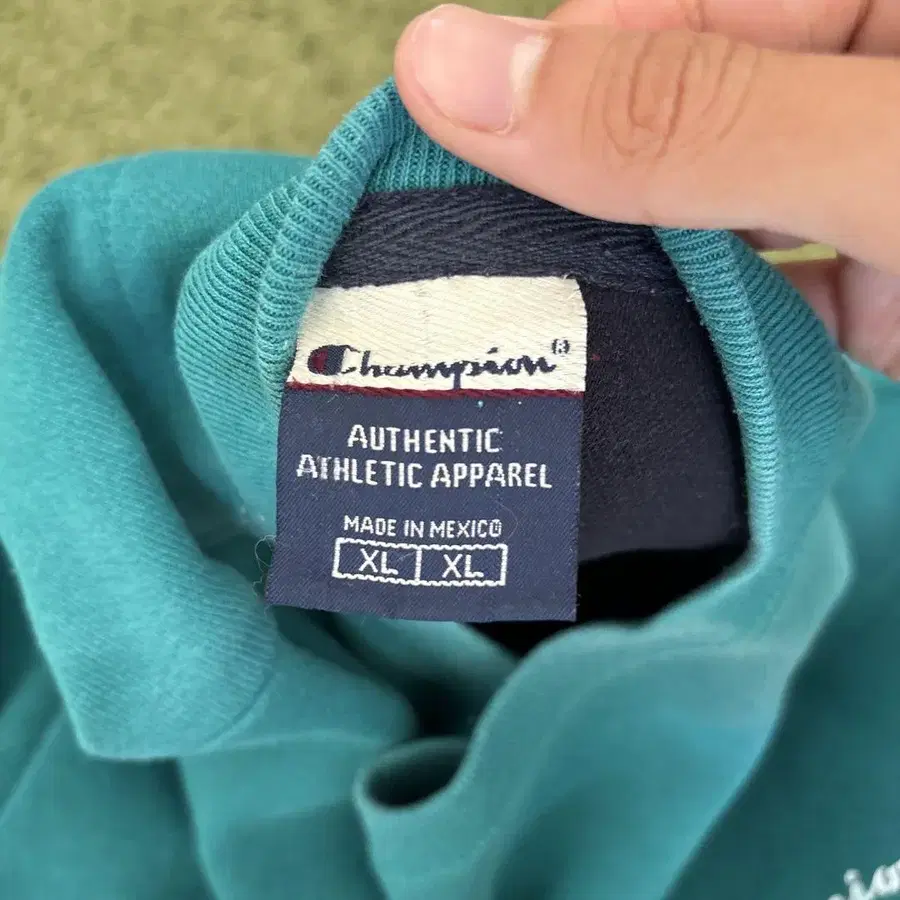 Champion®
AUTHENTIC
ATHLETIC APPAREL
MADE IN MEXICO
XL XL